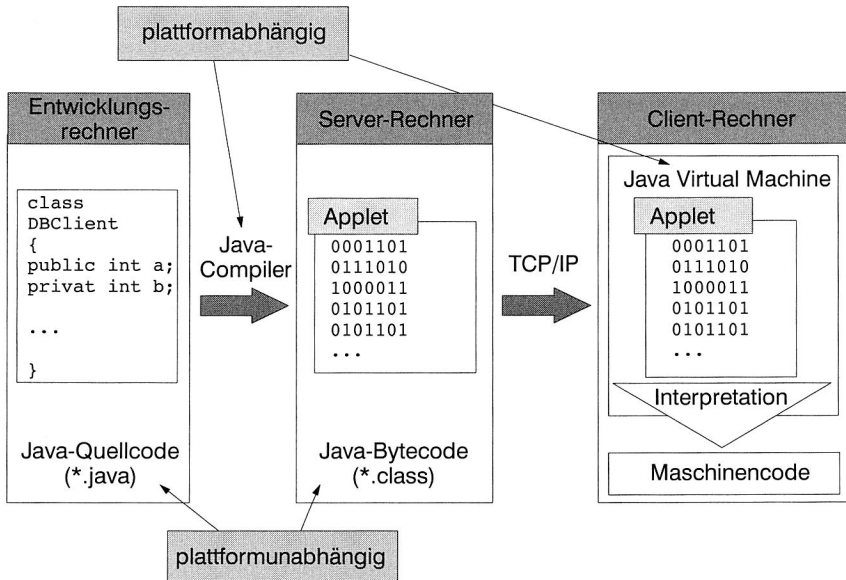 plattformabhängig
Entwicklungs-
rechner
class
DBClient
{
public int a;
privat int b;
...
}
Java-Quellcode
(*.java)
Java-
Compiler
Server-Rechner
Applet
0001101
0111010
1000011
0101101
0101101
...
Java-Bytecode
(*.class)
TCP/IP
Client-Rechner
Java Virtual Machine
Applet
0001101
0111010
1000011
0101101
0101101
...
Interpretation
Maschinencode
plattformunabhängig